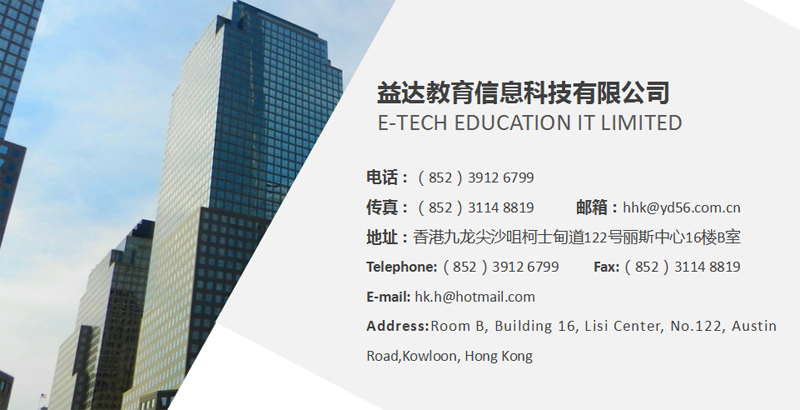 益达教育信息科技有限公司
E-TECH EDUCATION IT LIMITED
电话：（852）3912 6799
传真：（852）3114 8819 邮箱：hhk@yd56.com.cn
地址：香港九龙尖沙咀柯士甸道122号丽斯中心16楼B室
Telephone:（852）3912 6799 Fax:（852）3114 8819
E-mail: hk.h@hotmail.com
Address:Room B, Building 16, Lisi Center, No.122, Austin
Road,Kowloon, Hong Kong